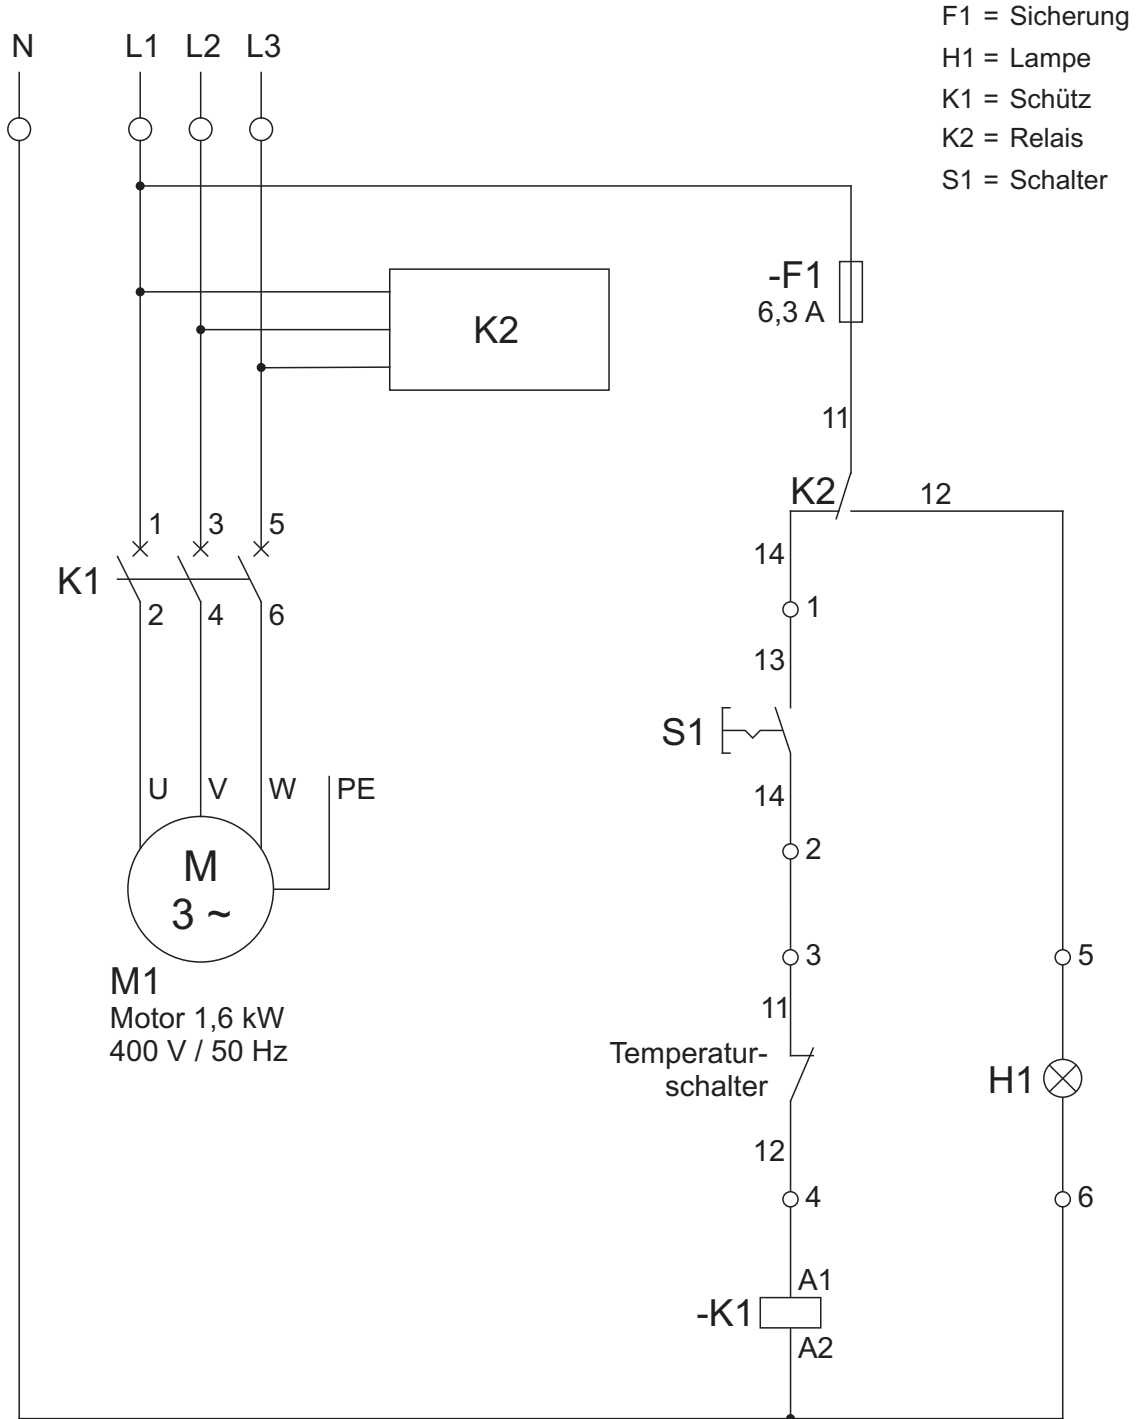 F1 = Sicherung
H1 = Lampe
K1 = Schütz
K2 = Relais
S1 = Schalter
N L1 L2 L3
-F1
6,3 A
K2
11
K2 12
14
1 3 5
K1
2 4 6
1
13
S1
14
U V W PE
2
M
3 ~
3 5
M1
Motor 1,6 kW
400 V / 50 Hz
11
Temperatur-
schalter
H1
12
4 6
A1
-K1
A2